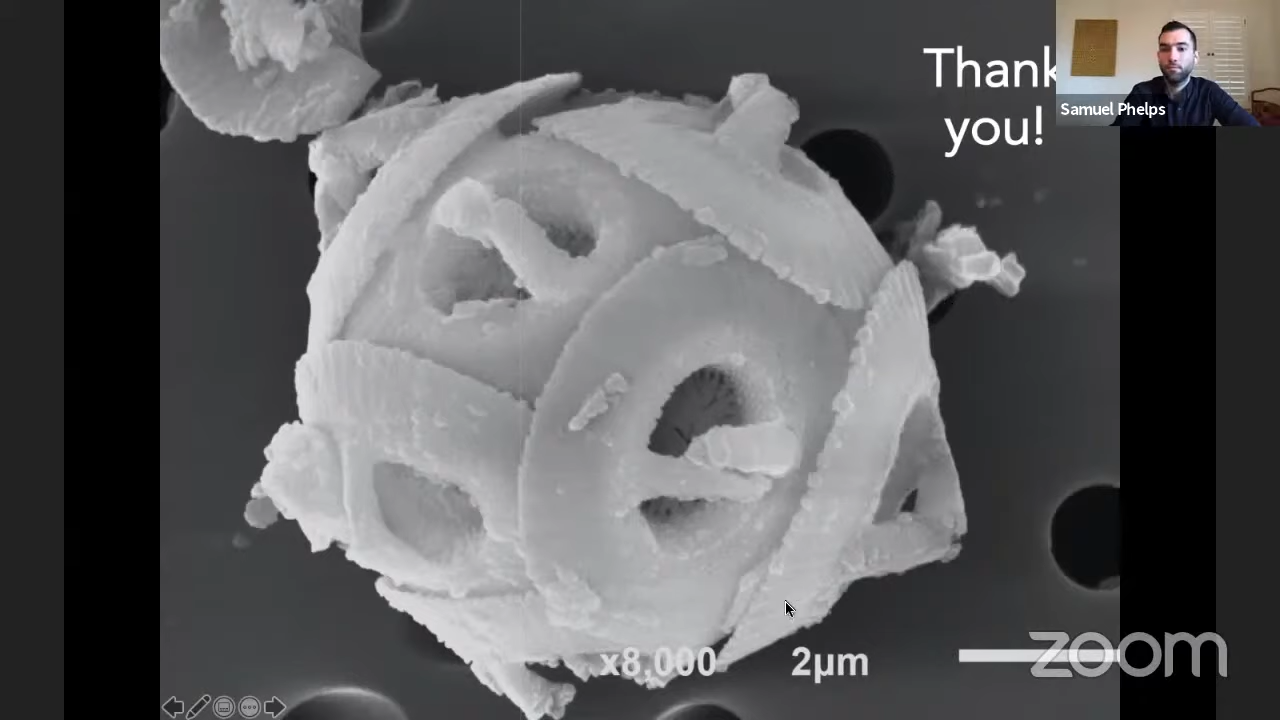 Thank
you!
Samuel Phelps
x8,000 2μm
zoom